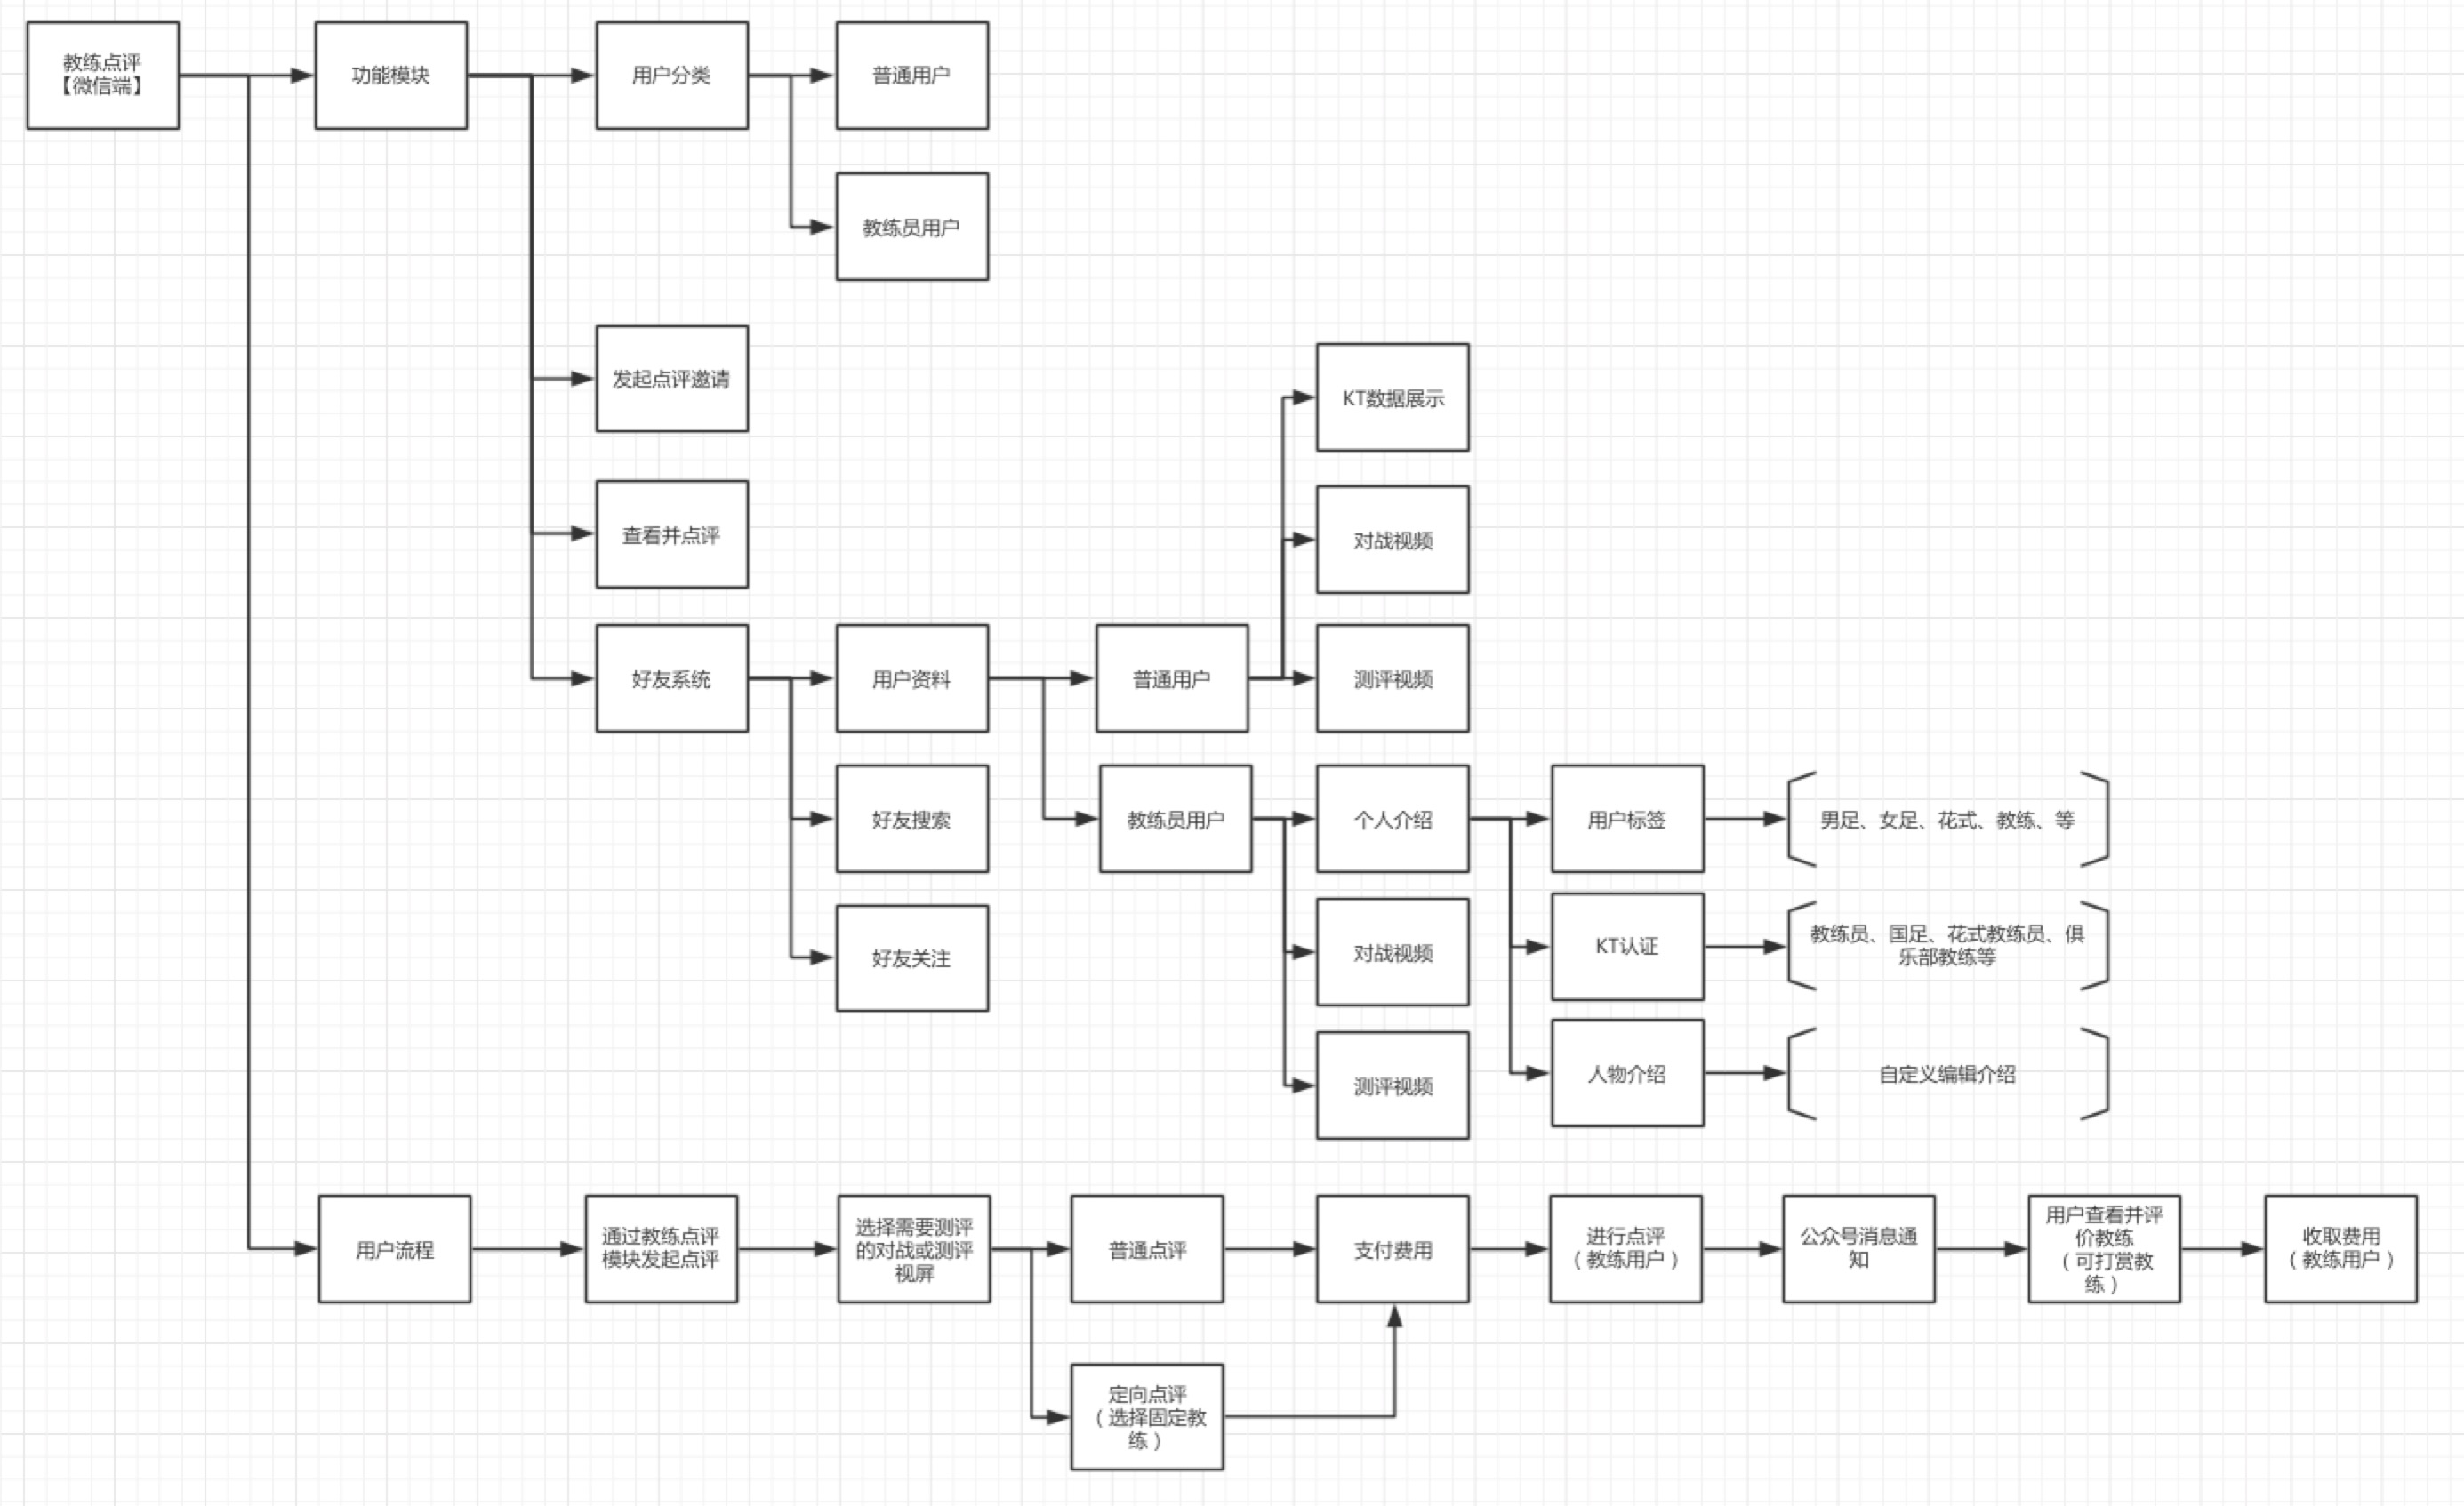 教练点评
【微信端】
功能模块
用户分类
普通用户
教练员用户
发起点评邀请
KT数据展示
查看并点评
对战视频
好友系统
用户资料
普通用户
测评视频
好友搜索
教练员用户
个人介绍
用户标签
男足、女足、花式、教练、等
好友关注
对战视频
KT认证
教练员、国足、花式教练员、俱
乐部教练等
测评视频
人物介绍
自定义编辑介绍
用户流程
通过教练点评
模块发起点评
选择需要测评
的对战或测评
视屏
普通点评
支付费用
进行点评
（教练用户）
公众号消息通
知
用户查看并评
价教练
（可打赏教
练）
收取费用
（教练用户）
定向点评
（选择固定教
练）